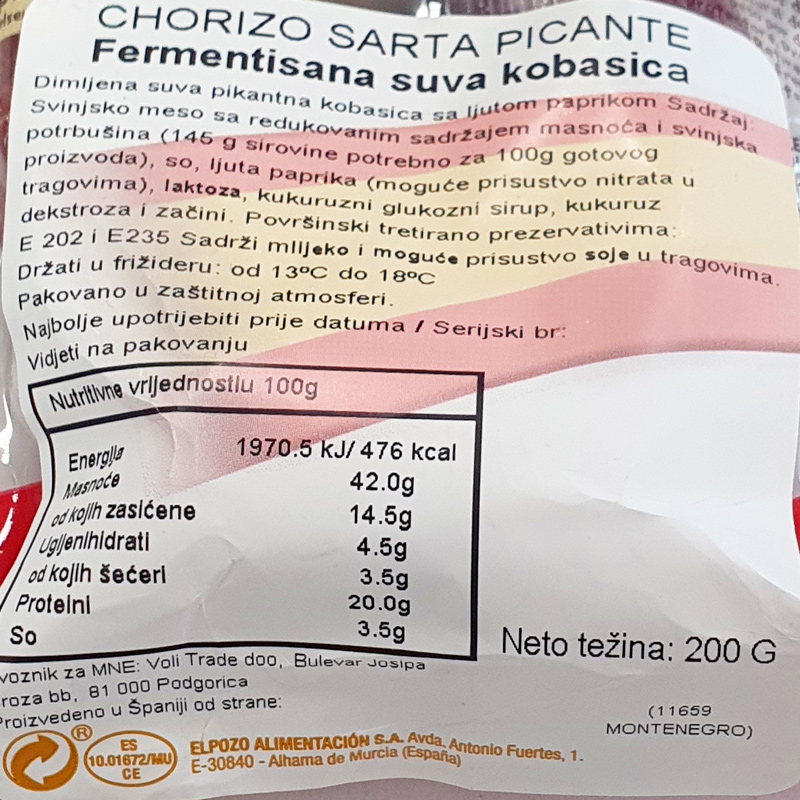 CHORIZO SARTA PICANTE
Fermentisana suva kobasica
Dimljena suva pikantna kobasica sa ljutom paprikom Sadržaj:
Svinjsko meso sa redukovanim sadržajem masnoća i svinjska
potrbušina (145 g sirovine potrebno za 100g gotovog
proizvoda), so, ljuta paprika (moguće prisustvo nitrata u
tragovima), laktoza, kukuruzni glukozni sirup, kukuruz
dekstroza i začini. Površinski tretirano prezervativima:
E 202 i E235 Sadrži mlijeko i moguće prisustvo soje u tragovima.
Držati u frižideru: od 13ºC do 18ºC
Pakovano u zaštitnoj atmosferi.
Najbolje upotrijebiti prije datuma / Serijski br:
Vidjeti na pakovanju
Nutritivne vrijednostiu 100g
Energija 1970.5 kJ/ 476 kcal
Masnoće 42.0g
od kojih zasićene 14.5g
Ugljenihidrati 4.5g
od kojih šećeri 3.5g
Proteini 20.0g
So 3.5g
Neto težina: 200 G
voznik za MNE: Voli Trade doo, Bulevar Josipa
roza bb, 81 000 Podgorica
Proizvedeno u Španiji od strane:
(11659
MONTENEGRO)
®
ES
10.01672/MU
CE
ELPOZO ALIMENTACIÓN S.A. Avda. Antonio Fuertes, 1.
E-30840 - Alhama de Murcia (España)